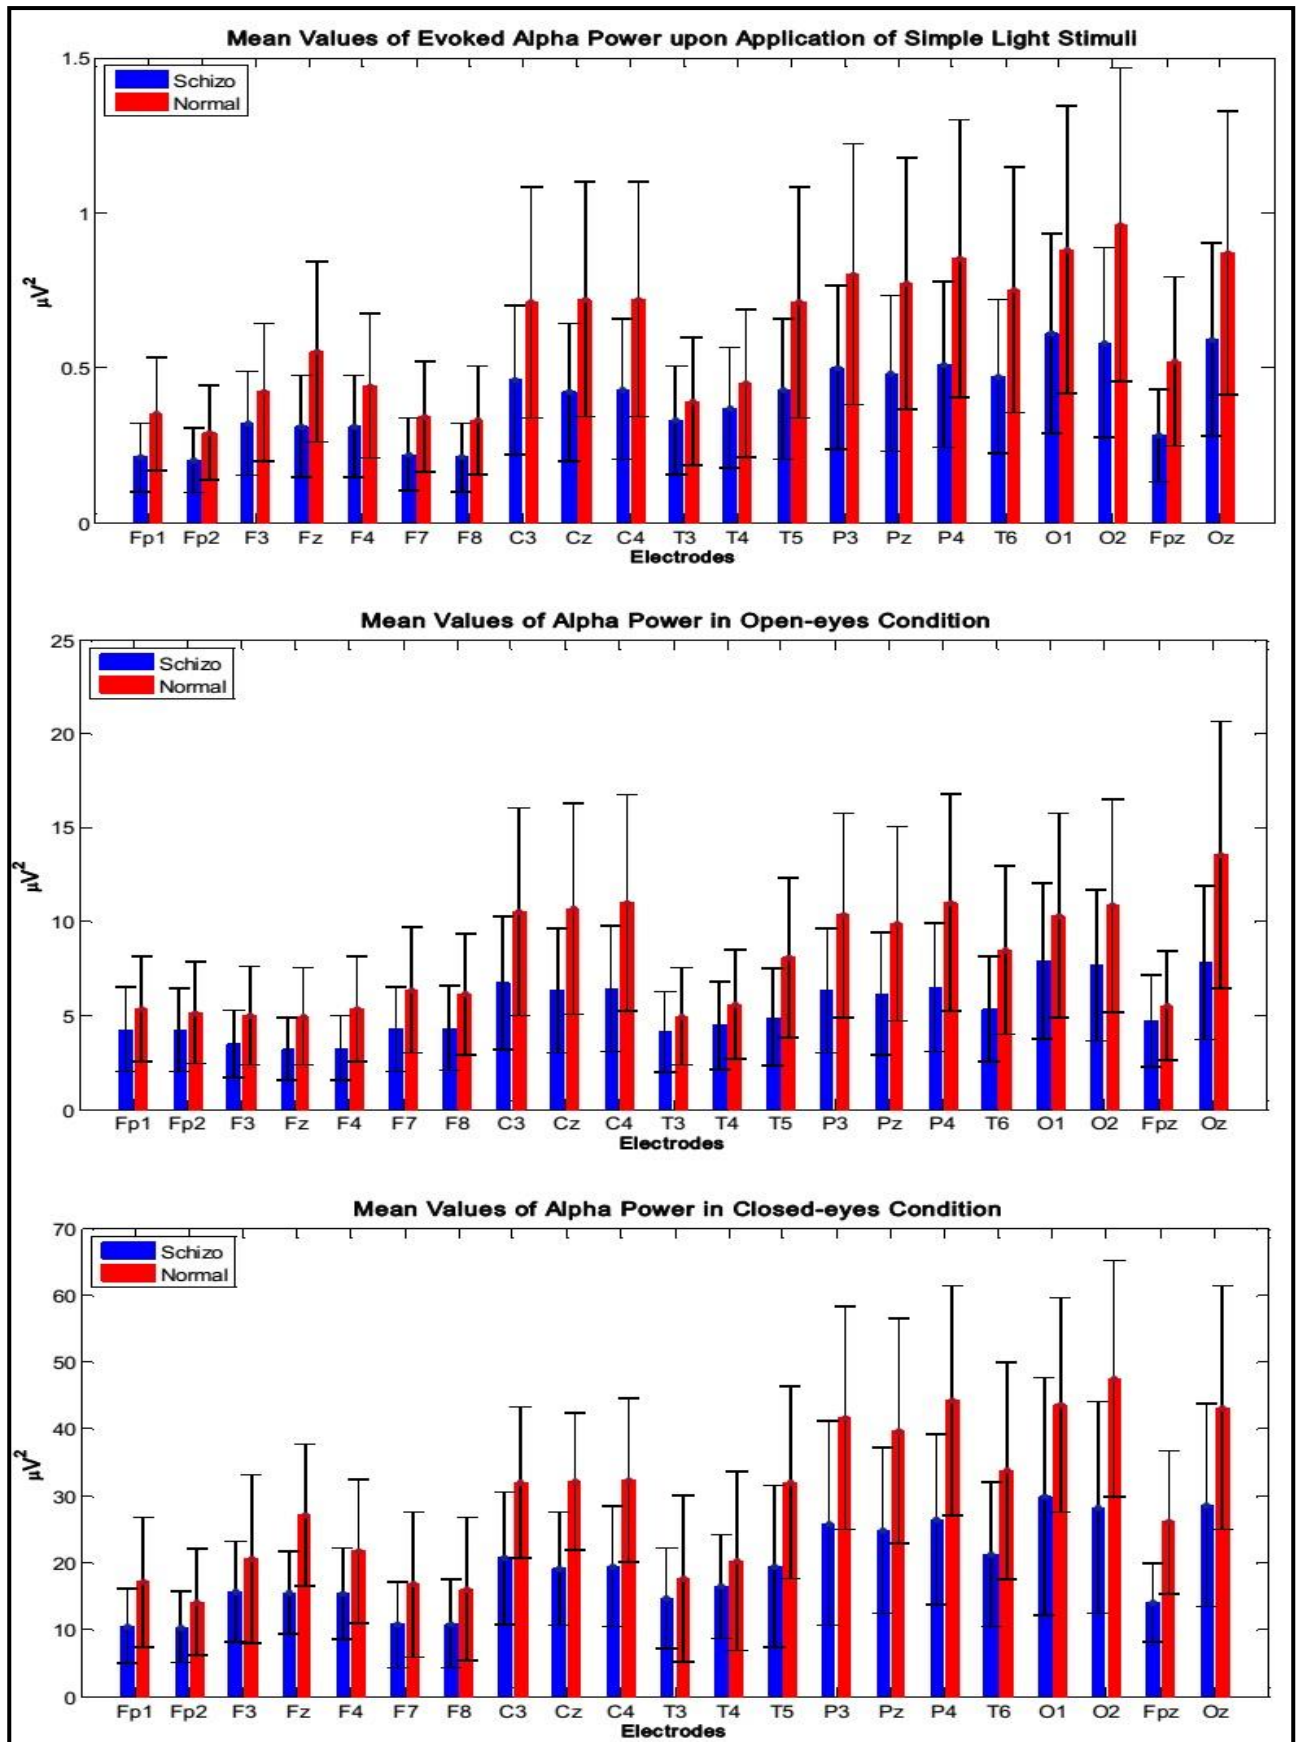 Mean Values of Evoked Alpha Power upon Application of Simple Light Stimuli
1.5
Schizo
Normal
1
μV²
0.5
0
Fp1 Fp2 F3 Fz F4 F7 F8 C3 Cz C4 T3 T4 T5 P3 Pz P4 T6 O1 O2 Fpz Oz
Electrodes
Mean Values of Alpha Power in Open-eyes Condition
25
Schizo
Normal
20
15
μV²
10
5
0
Fp1 Fp2 F3 Fz F4 F7 F8 C3 Cz C4 T3 T4 T5 P3 Pz P4 T6 O1 O2 Fpz Oz
Electrodes
Mean Values of Alpha Power in Closed-eyes Condition
70
Schizo
Normal
60
50
40
μV²
30
20
10
0
Fp1 Fp2 F3 Fz F4 F7 F8 C3 Cz C4 T3 T4 T5 P3 Pz P4 T6 O1 O2 Fpz Oz
Electrodes